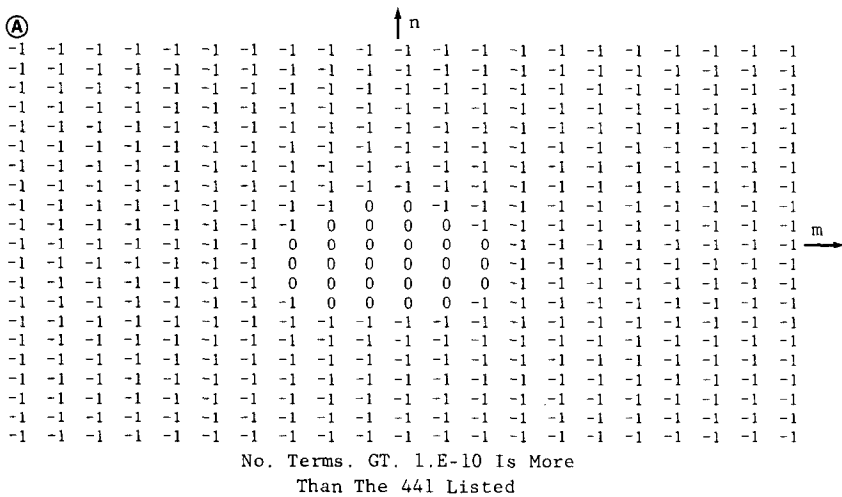 A n
-1 -1 -1 -1 -1 -1 -1 -1 -1 -1 -1 -1 -1 -1 -1 -1 -1 -1 -1 -1 -1
-1 -1 -1 -1 -1 -1 -1 -1 -1 -1 -1 -1 -1 -1 -1 -1 -1 -1 -1 -1 -1
-1 -1 -1 -1 -1 -1 -1 -1 -1 -1 -1 -1 -1 -1 -1 -1 -1 -1 -1 -1 -1
-1 -1 -1 -1 -1 -1 -1 -1 -1 -1 -1 -1 -1 -1 -1 -1 -1 -1 -1 -1 -1
-1 -1 -1 -1 -1 -1 -1 -1 -1 -1 -1 -1 -1 -1 -1 -1 -1 -1 -1 -1 -1
-1 -1 -1 -1 -1 -1 -1 -1 -1 -1 -1 -1 -1 -1 -1 -1 -1 -1 -1 -1 -1
-1 -1 -1 -1 -1 -1 -1 -1 -1 -1 -1 -1 -1 -1 -1 -1 -1 -1 -1 -1 -1
-1 -1 -1 -1 -1 -1 -1 -1 -1 -1 -1 -1 -1 -1 -1 -1 -1 -1 -1 -1 -1
-1 -1 -1 -1 -1 -1 -1 -1 -1 0 0 -1 -1 -1 -1 -1 -1 -1 -1 -1 -1
-1 -1 -1 -1 -1 -1 -1 -1 0 0 0 0 -1 -1 -1 -1 -1 -1 -1 -1 -1
-1 -1 -1 -1 -1 -1 -1 0 0 0 0 0 0 -1 -1 -1 -1 -1 -1 -1 -1 m
-1 -1 -1 -1 -1 -1 -1 0 0 0 0 0 0 -1 -1 -1 -1 -1 -1 -1 -1
-1 -1 -1 -1 -1 -1 -1 0 0 0 0 0 0 -1 -1 -1 -1 -1 -1 -1 -1
-1 -1 -1 -1 -1 -1 -1 -1 0 0 0 0 -1 -1 -1 -1 -1 -1 -1 -1 -1
-1 -1 -1 -1 -1 -1 -1 -1 -1 -1 -1 -1 -1 -1 -1 -1 -1 -1 -1 -1 -1
-1 -1 -1 -1 -1 -1 -1 -1 -1 -1 -1 -1 -1 -1 -1 -1 -1 -1 -1 -1 -1
-1 -1 -1 -1 -1 -1 -1 -1 -1 -1 -1 -1 -1 -1 -1 -1 -1 -1 -1 -1 -1
-1 -1 -1 -1 -1 -1 -1 -1 -1 -1 -1 -1 -1 -1 -1 -1 -1 -1 -1 -1 -1
-1 -1 -1 -1 -1 -1 -1 -1 -1 -1 -1 -1 -1 -1 -1 -1 -1 -1 -1 -1 -1
-1 -1 -1 -1 -1 -1 -1 -1 -1 -1 -1 -1 -1 -1 -1 -1 -1 -1 -1 -1 -1
-1 -1 -1 -1 -1 -1 -1 -1 -1 -1 -1 -1 -1 -1 -1 -1 -1 -1 -1 -1 -1
No. Terms. GT. 1.E-10 Is More
Than The 441 Listed